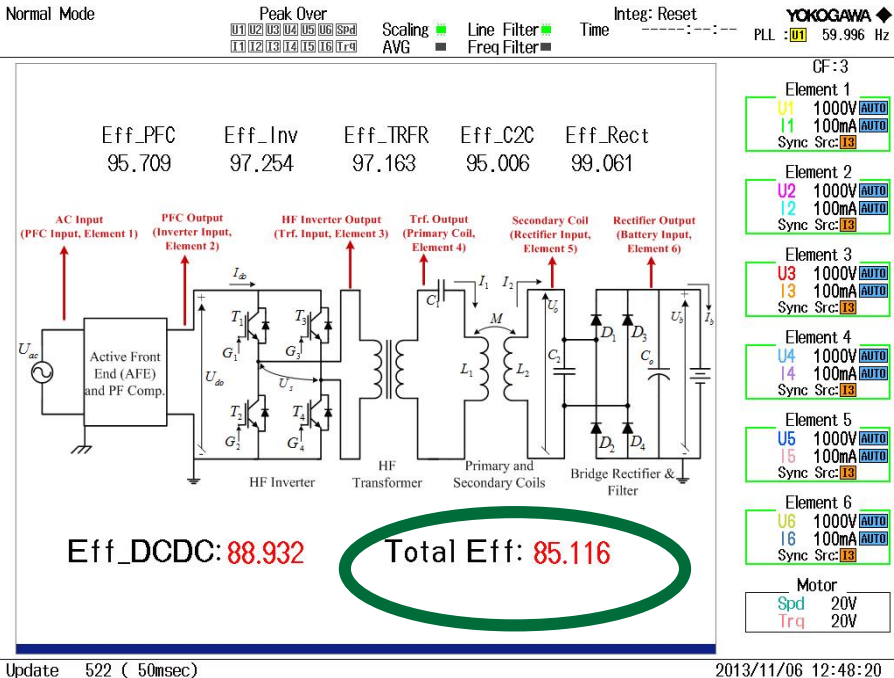 Normal Mode
Peak Over
U1 U2 U3 U4 U5 U6 Spd
I1 I2 I3 I4 I5 I6 Trq
Scaling
AVG
Line Filter
Freq Filter
Integ: Reset
Time -----:--:--
YOKOGAWA
PLL : U1 59.996 Hz
Eff_PFC Eff_Inv Eff_TRFR Eff_C2C Eff_Rect
95.709 97.254 97.163 95.006 99.061
AC Input
(PFC Input, Element 1)
PFC Output
(Inverter Input,
Element 2)
HF Inverter Output
(Trf. Input, Element 3)
Trf. Output
(Primary Coil,
Element 4)
Secondary Coil
(Rectifier Input,
Element 5)
Rectifier Output
(Battery Input,
Element 6)
Uac
Active Front
End (AFE)
and PF Comp.
Udo
T1
T3
G1
G3
Us
T2
T4
G2
G4
C1
I1
I2
M
L1
L2
C2
D1
D3
D2
D4
Co
Ub
Ib
HF Inverter
HF
Transformer
Primary and
Secondary Coils
Bridge Rectifier &
Filter
Eff_DCDC: 88.932
Total Eff: 85.116
CF:3
Element 1
U1 1000V AUTO
I1 100mA AUTO
Sync Src: I3
Element 2
U2 1000V AUTO
I2 100mA AUTO
Sync Src: I3
Element 3
U3 1000V AUTO
I3 100mA AUTO
Sync Src: I3
Element 4
U4 1000V AUTO
I4 100mA AUTO
Sync Src: I3
Element 5
U5 1000V AUTO
I5 100mA AUTO
Sync Src: I3
Element 6
U6 1000V AUTO
I6 100mA AUTO
Sync Src: I3
Motor
Spd 20V
Trq 20V
Update 522 ( 50msec)
2013/11/06 12:48:20